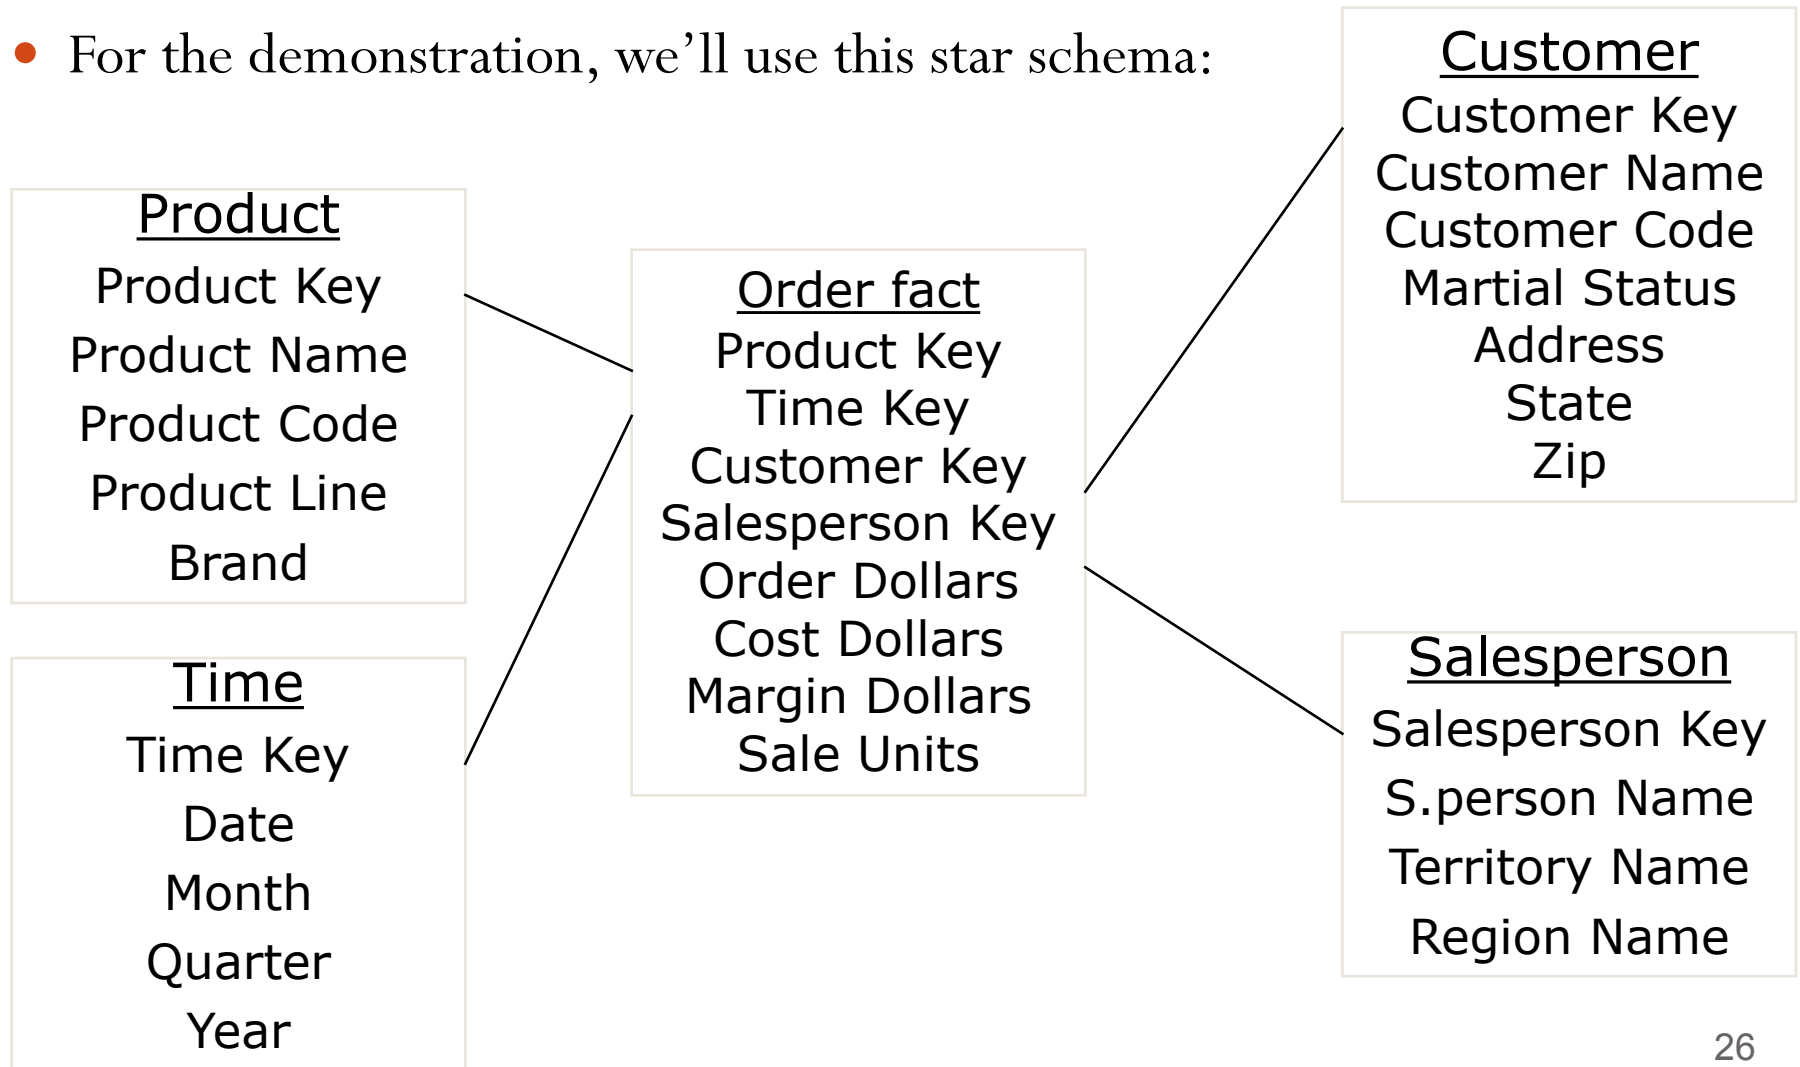 • For the demonstration, we’ll use this star schema:
Product
Product Key
Product Name
Product Code
Product Line
Brand
Time
Time Key
Date
Month
Quarter
Year
Order fact
Product Key
Time Key
Customer Key
Salesperson Key
Order Dollars
Cost Dollars
Margin Dollars
Sale Units
Customer
Customer Key
Customer Name
Customer Code
Martial Status
Address
State
Zip
Salesperson
Salesperson Key
S.person Name
Territory Name
Region Name
26